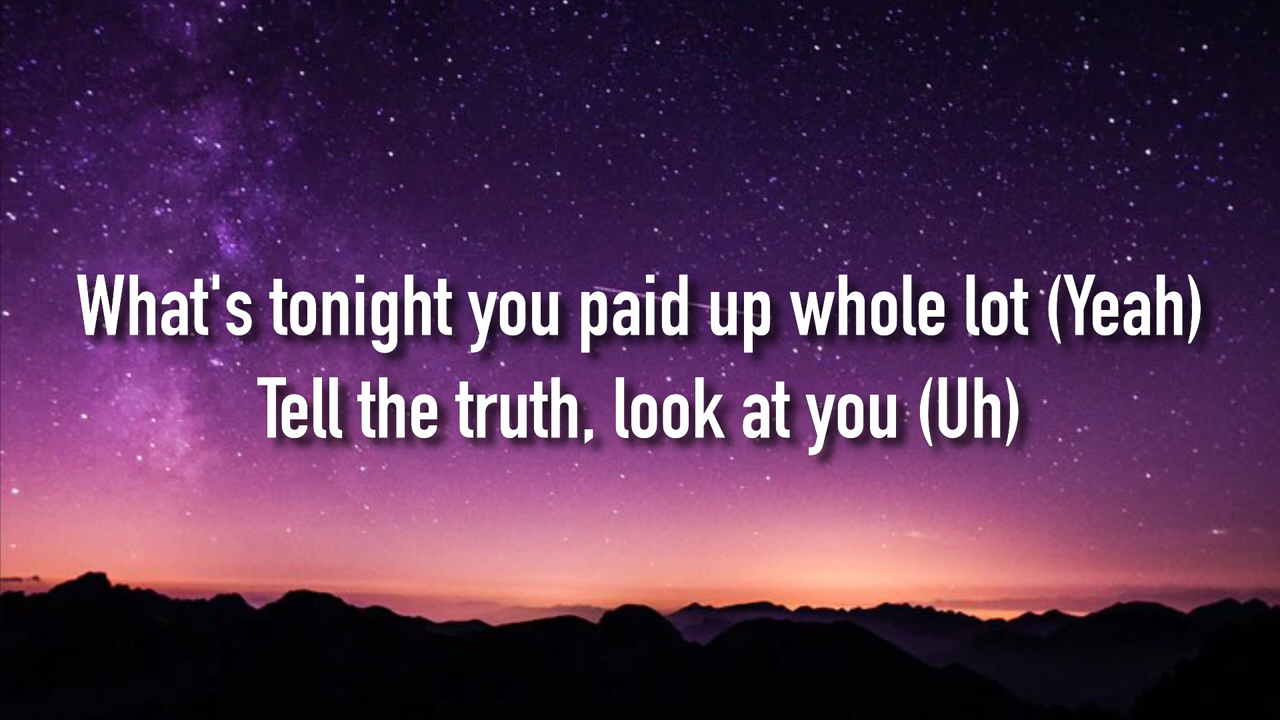 What's tonight you paid up whole lot (Yeah)
Tell the truth, look at you (Uh)